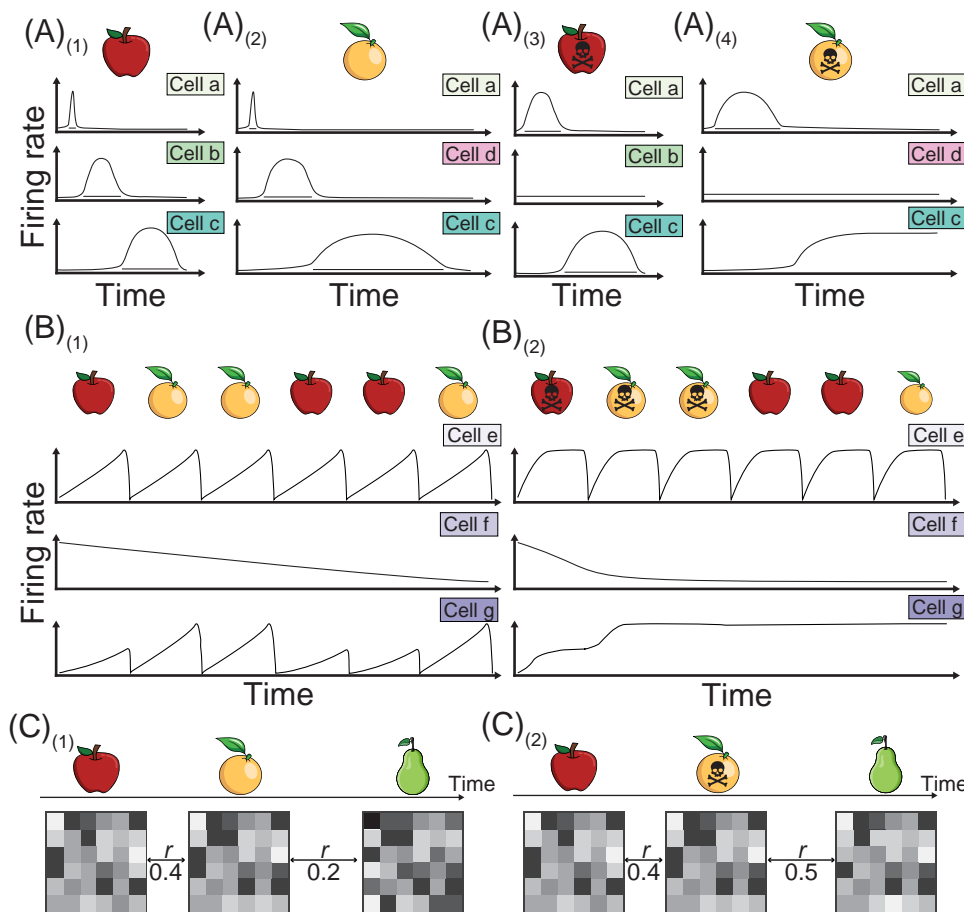 (A)(1)
(A)(2)
(A)(3)
(A)(4)
Firing rate
Cell a
Cell a
Cell a
Cell a
Cell b
Cell d
Cell b
Cell d
Cell c
Cell c
Cell c
Cell c
Time
Time
Time
Time
(B)(1)
(B)(2)
Firing rate
Cell e
Cell e
Cell f
Cell f
Cell g
Cell g
Time
Time
(C)(1)
(C)(2)
Time
Time
r
0.4
r
0.2
r
0.4
r
0.5